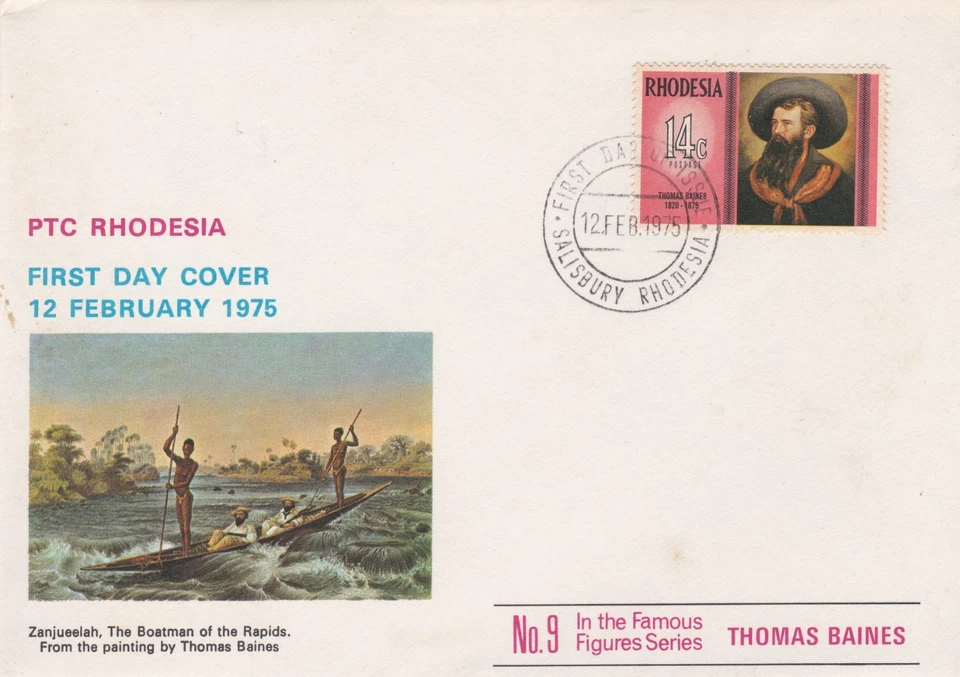 RHODESIA
14c
POSTAGE
THOMAS BAINES
1820 - 1875
FIRST DAY OF ISSUE
12.FEB.1975
SALISBURY RHODESIA
PTC RHODESIA
FIRST DAY COVER
12 FEBRUARY 1975
Zanjueelah, The Boatman of the Rapids.
From the painting by Thomas Baines
No.9
In the Famous
Figures Series
THOMAS BAINES